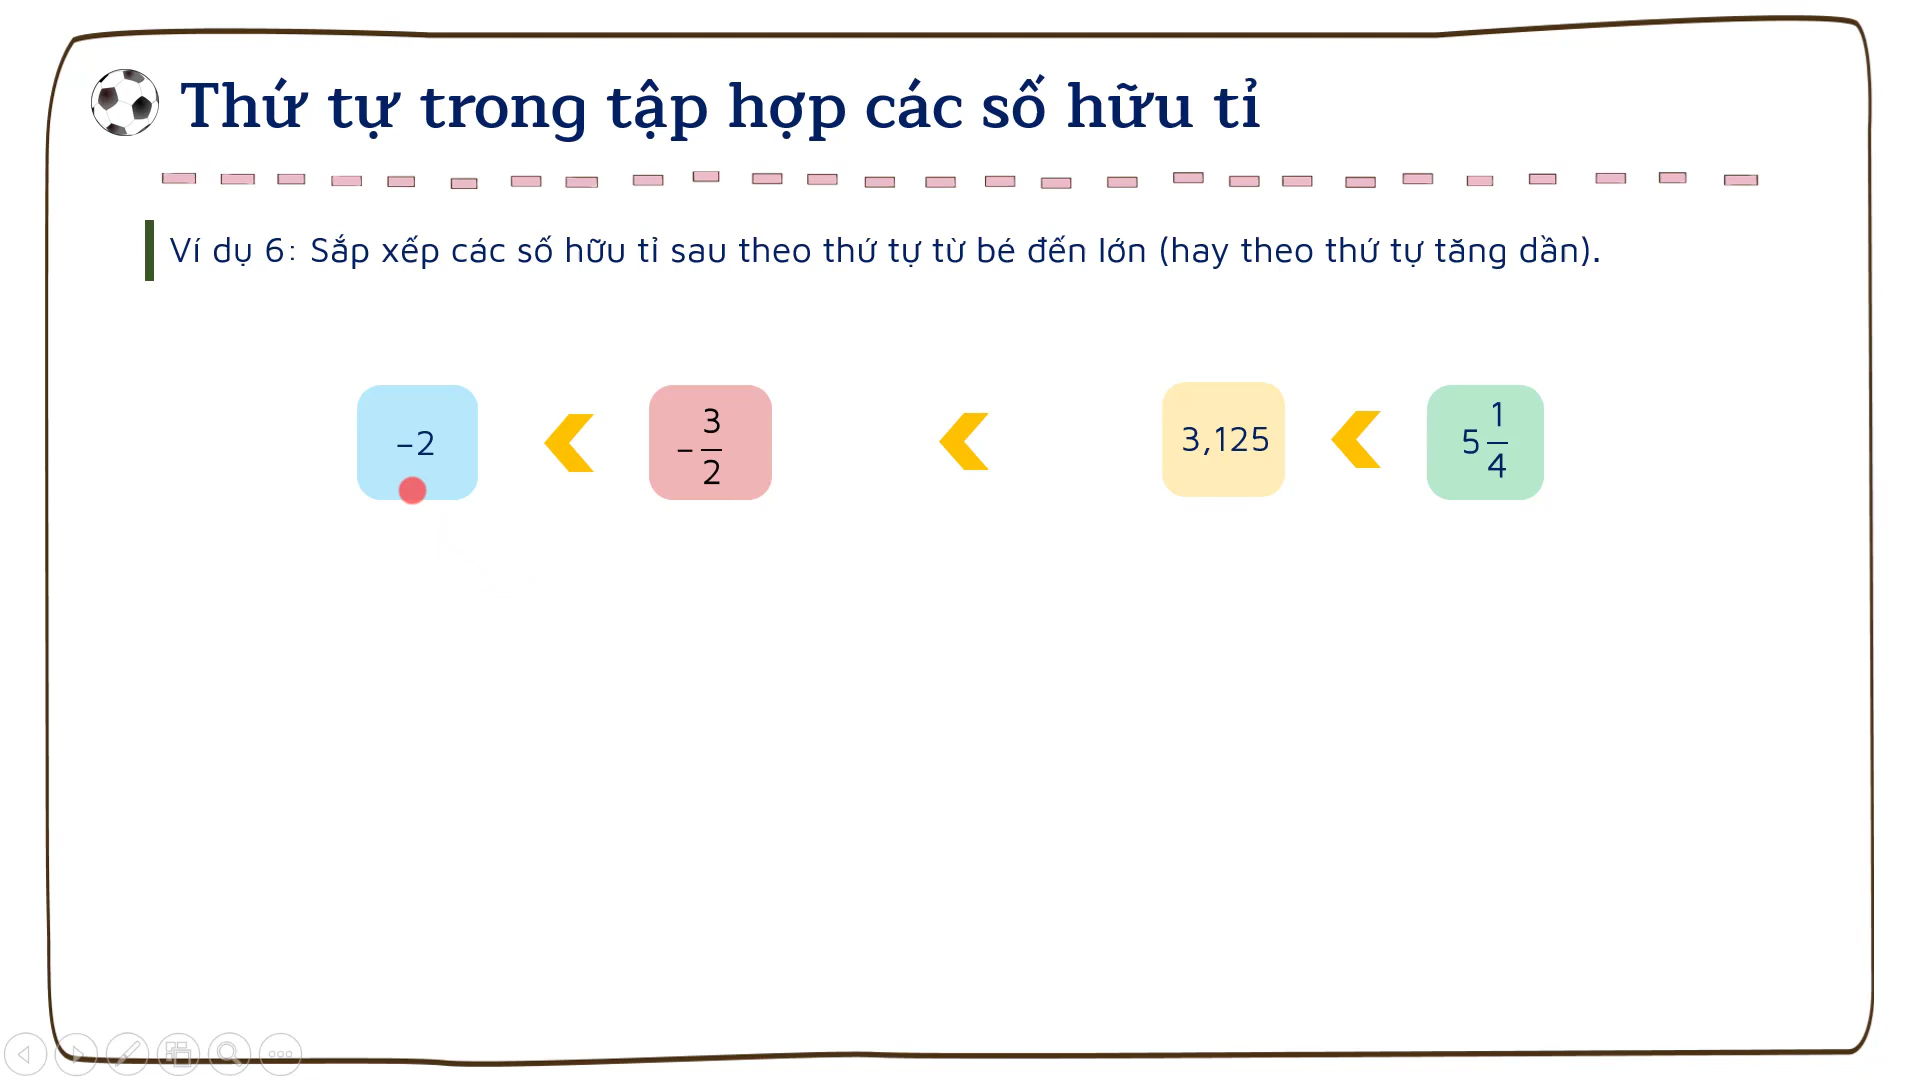 Thứ tự trong tập hợp các số hữu tỉ
Ví dụ 6: Sắp xếp các số hữu tỉ sau theo thứ tự từ bé đến lớn (hay theo thứ tự tăng dần).
−2 < −3/2 < 3,125 < 5 1/4